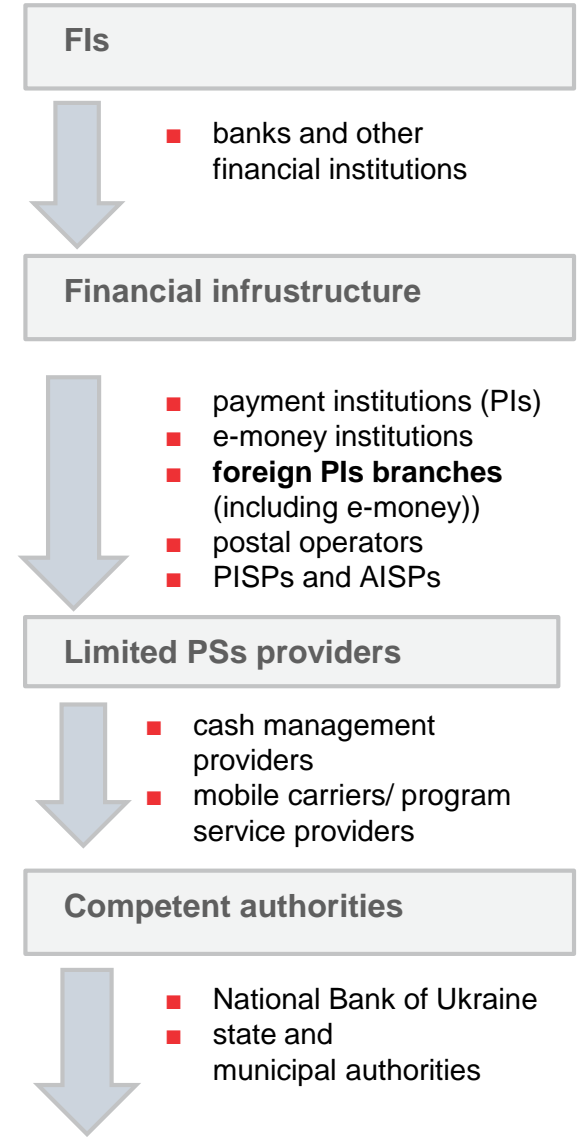 FIs
■ banks and other
financial institutions
Financial infrustructure
■ payment institutions (PIs)
■ e-money institutions
■ foreign PIs branches
(including e-money))
■ postal operators
■ PISPs and AISPs
Limited PSs providers
■ cash management
providers
■ mobile carriers/ program
service providers
Competent authorities
■ National Bank of Ukraine
■ state and
municipal authorities